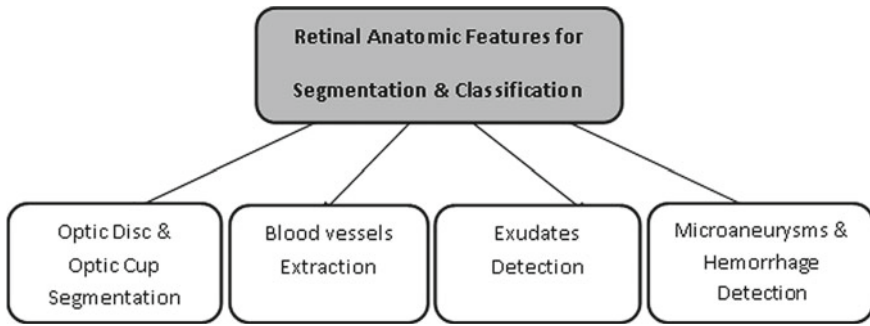 Retinal Anatomic Features for
Segmentation & Classification
Optic Disc &
Optic Cup
Segmentation
Blood vessels
Extraction
Exudates
Detection
Microaneurysms &
Hemorrhage
Detection